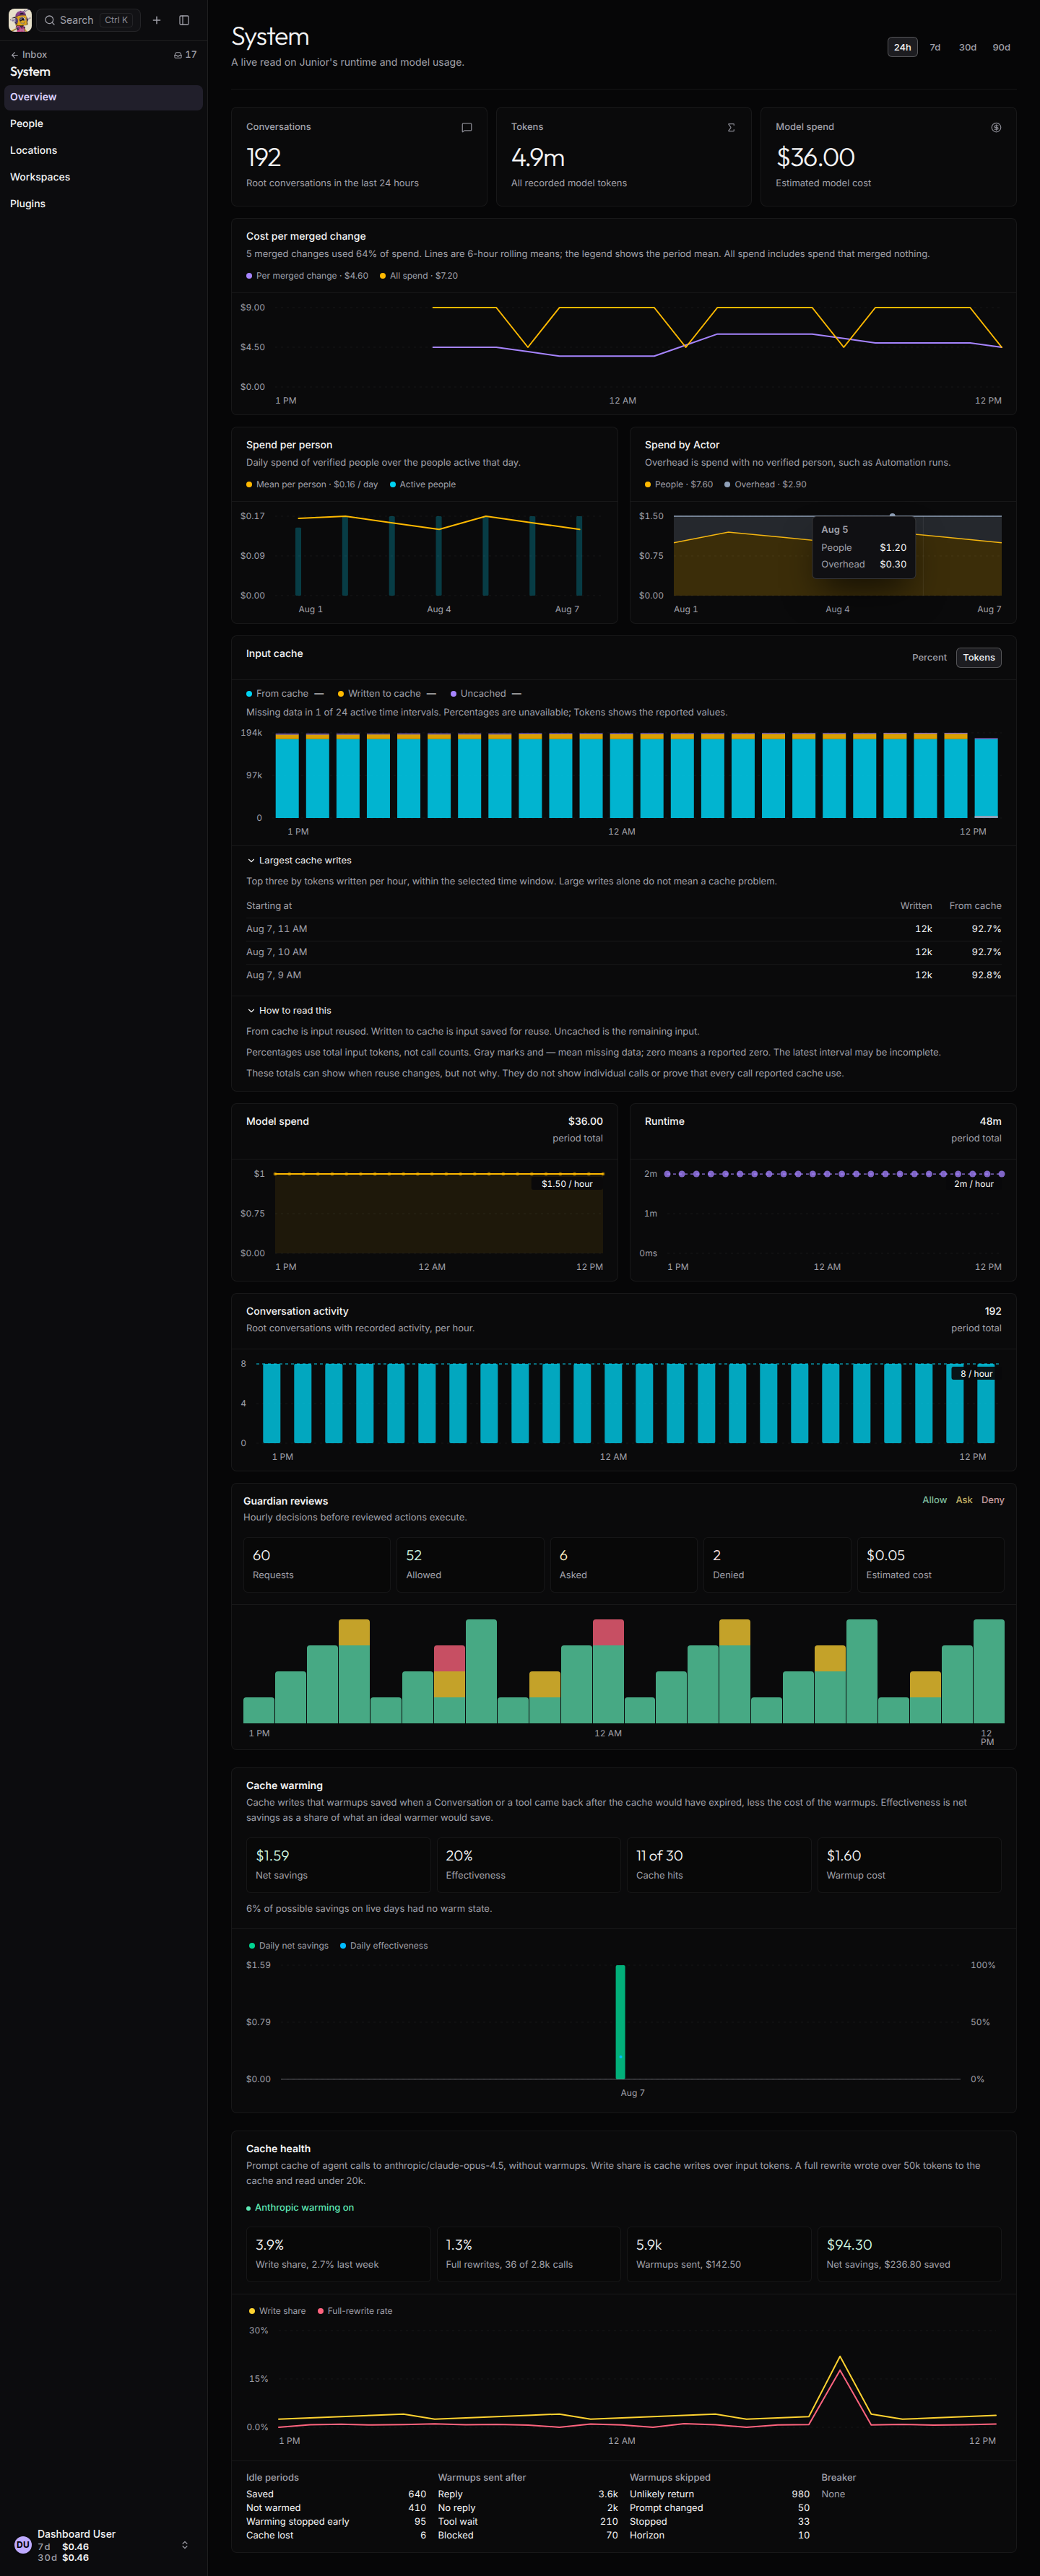 Search Ctrl K
Inbox 17
System
Overview
People
Locations
Workspaces
Plugins
System
A live read on Junior's runtime and model usage.
24h 7d 30d 90d
Conversations
192
Root conversations in the last 24 hours
Tokens
4.9m
All recorded model tokens
Model spend
$36.00
Estimated model cost
Cost per merged change
5 merged changes used 64% of spend. Lines are 6-hour rolling means; the legend shows the period mean. All spend includes spend that merged nothing.
Per merged change · $4.60 All spend · $7.20
$9.00
$4.50
$0.00
1 PM 12 AM 12 PM
Spend per person
Daily spend of verified people over the people active that day.
Mean per person · $0.16 / day Active people
$0.17
$0.09
$0.00
Aug 1 Aug 4 Aug 7
Spend by Actor
Overhead is spend with no verified person, such as Automation runs.
People · $7.60 Overhead · $2.90
$1.50
$0.75
$0.00
Aug 5
People $1.20
Overhead $0.30
Aug 1 Aug 4 Aug 7
Input cache
Percent Tokens
From cache — Written to cache — Uncached —
Missing data in 1 of 24 active time intervals. Percentages are unavailable; Tokens shows the reported values.
194k
97k
0
1 PM 12 AM 12 PM
Largest cache writes
Top three by tokens written per hour, within the selected time window. Large writes alone do not mean a cache problem.
Starting at Written From cache
Aug 7, 11 AM 12k 92.7%
Aug 7, 10 AM 12k 92.7%
Aug 7, 9 AM 12k 92.8%
How to read this
From cache is input reused. Written to cache is input saved for reuse. Uncached is the remaining input.
Percentages use total input tokens, not call counts. Gray marks and — mean missing data; zero means a reported zero. The latest interval may be incomplete.
These totals can show when reuse changes, but not why. They do not show individual calls or prove that every call reported cache use.
Model spend $36.00
period total
$1
$1.50 / hour
$0.75
$0.00
1 PM 12 AM 12 PM
Runtime 48m
period total
2m
2m / hour
1m
0ms
1 PM 12 AM 12 PM
Conversation activity 192
Root conversations with recorded activity, per hour. period total
8
8 / hour
4
0
1 PM 12 AM 12 PM
Guardian reviews Allow Ask Deny
Hourly decisions before reviewed actions execute.
60
Requests
52
Allowed
6
Asked
2
Denied
$0.05
Estimated cost
1 PM 12 AM 12
PM
Cache warming
Cache writes that warmups saved when a Conversation or a tool came back after the cache would have expired, less the cost of the warmups. Effectiveness is net
savings as a share of what an ideal warmer would save.
$1.59
Net savings
20%
Effectiveness
11 of 30
Cache hits
$1.60
Warmup cost
6% of possible savings on live days had no warm state.
Daily net savings Daily effectiveness
$1.59 100%
$0.79 50%
$0.00 0%
Aug 7
Cache health
Prompt cache of agent calls to anthropic/claude-opus-4.5, without warmups. Write share is cache writes over input tokens. A full rewrite wrote over 50k tokens to the
cache and read under 20k.
Anthropic warming on
3.9%
Write share, 2.7% last week
1.3%
Full rewrites, 36 of 2.8k calls
5.9k
Warmups sent, $142.50
$94.30
Net savings, $236.80 saved
Write share Full-rewrite rate
30%
15%
0.0%
1 PM 12 AM 12 PM
Idle periods Warmups sent after Warmups skipped Breaker
Saved 640 Reply 3.6k Unlikely return 980 None
Not warmed 410 No reply 2k Prompt changed 50
Warming stopped early 95 Tool wait 210 Stopped 33
Cache lost 6 Blocked 70 Horizon 10
DU Dashboard User
7d $0.46
30d $0.46